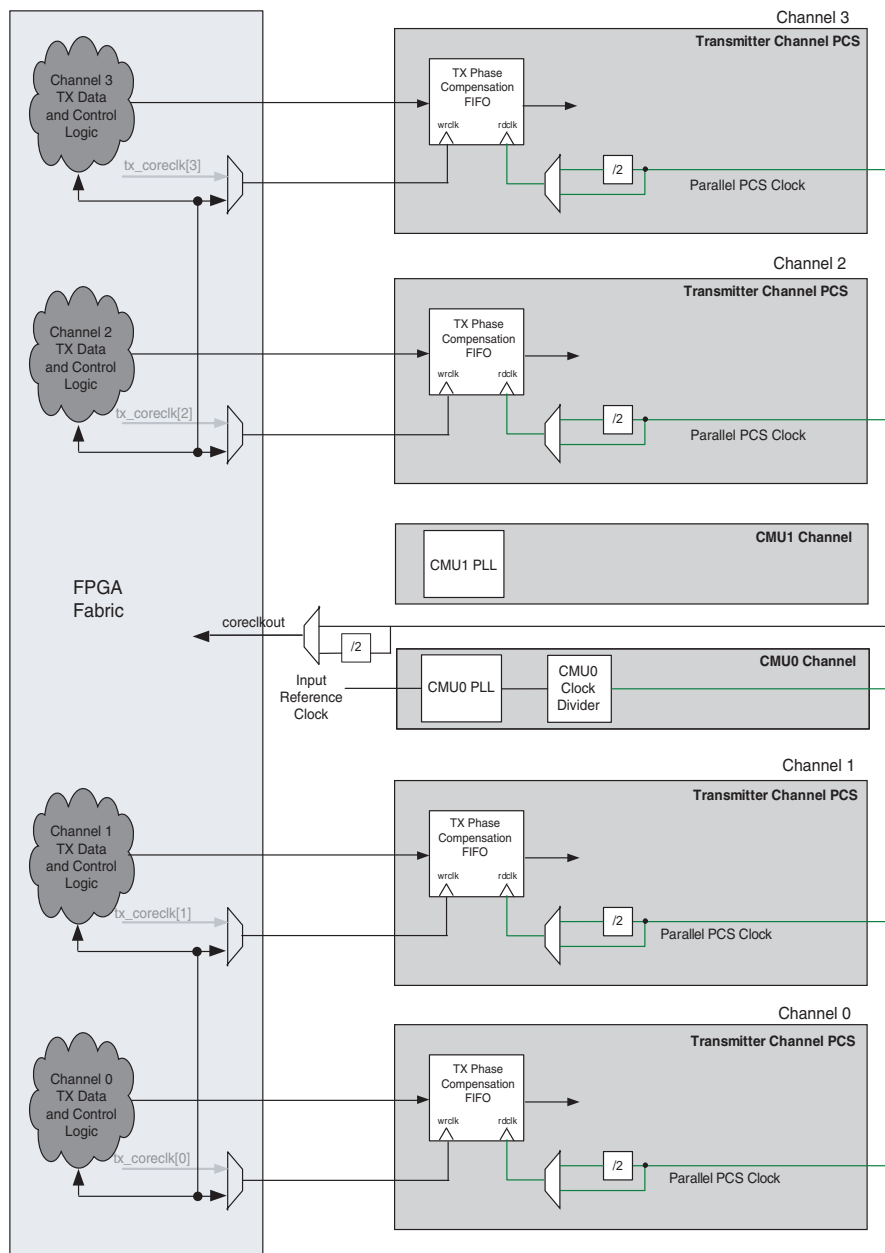 Channel 3
Transmitter Channel PCS
Channel 3
TX Data
and Control
Logic
TX Phase
Compensation
FIFO
wrclk
rdclk
tx_coreclk[3]
/2
Parallel PCS Clock
Channel 2
Transmitter Channel PCS
Channel 2
TX Data
and Control
Logic
TX Phase
Compensation
FIFO
wrclk
rdclk
tx_coreclk[2]
/2
Parallel PCS Clock
CMU1 Channel
CMU1 PLL
FPGA
Fabric
coreclkout
/2
CMU0 Channel
Input
Reference
Clock
CMU0 PLL
CMU0
Clock
Divider
Channel 1
Transmitter Channel PCS
Channel 1
TX Data
and Control
Logic
TX Phase
Compensation
FIFO
wrclk
rdclk
tx_coreclk[1]
/2
Parallel PCS Clock
Channel 0
Transmitter Channel PCS
Channel 0
TX Data
and Control
Logic
TX Phase
Compensation
FIFO
wrclk
rdclk
tx_coreclk[0]
/2
Parallel PCS Clock